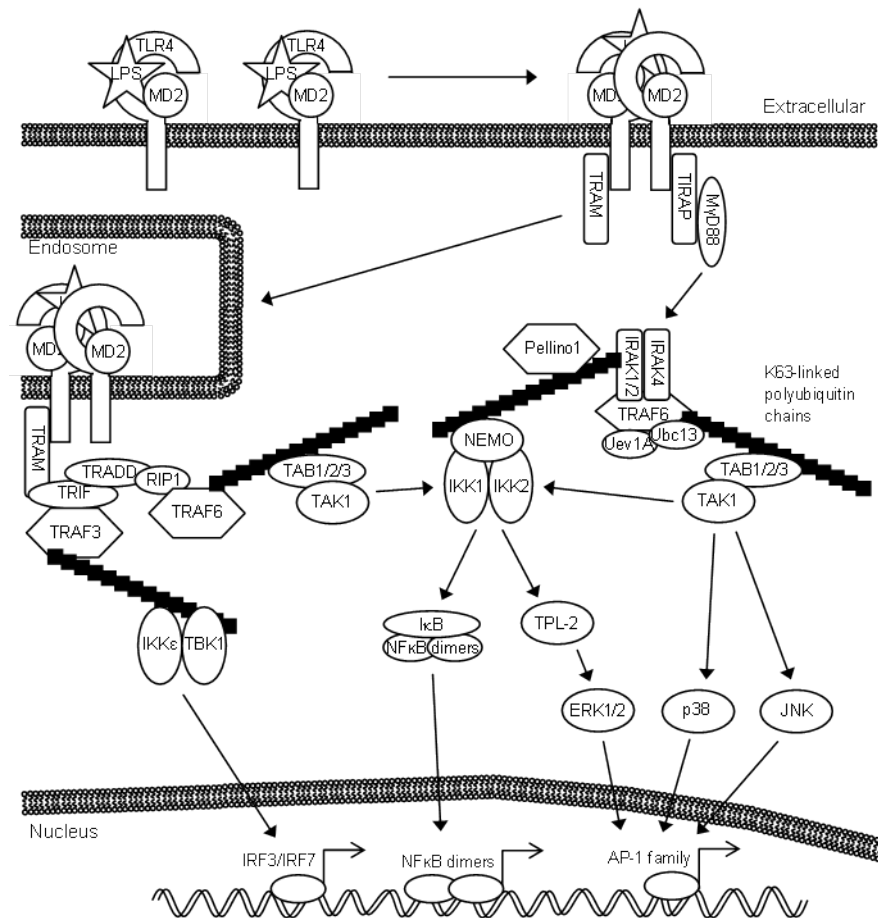 TLR4
TLR4
LPS
LPS
MD2
MD2
MD2
MD2
Extracellular
TRAM
TIRAP
MyD88
Endosome
MD2
MD2
Pellino1
IRAK1/2
IRAK4
K63-linked
polyubiquitin
chains
TRAF6
Uev1A
Ubc13
TRAM
TRADD
RIP1
TRIF
TRAF3
TRAF6
TAB1/2/3
TAK1
NEMO
IKK1
IKK2
TAB1/2/3
TAK1
IKKε
TBK1
IκB
NFκB dimers
TPL-2
ERK1/2
p38
JNK
Nucleus
IRF3/IRF7
NFκB dimers
AP-1 family